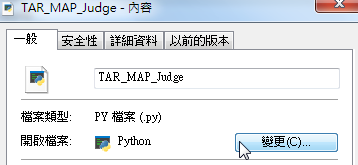 TAR_MAP_Judge - 內容
一般 安全性 詳細資料 以前的版本
TAR_MAP_Judge
檔案類型: PY 檔案 (.py)
開啟檔案: Python 變更(C)...